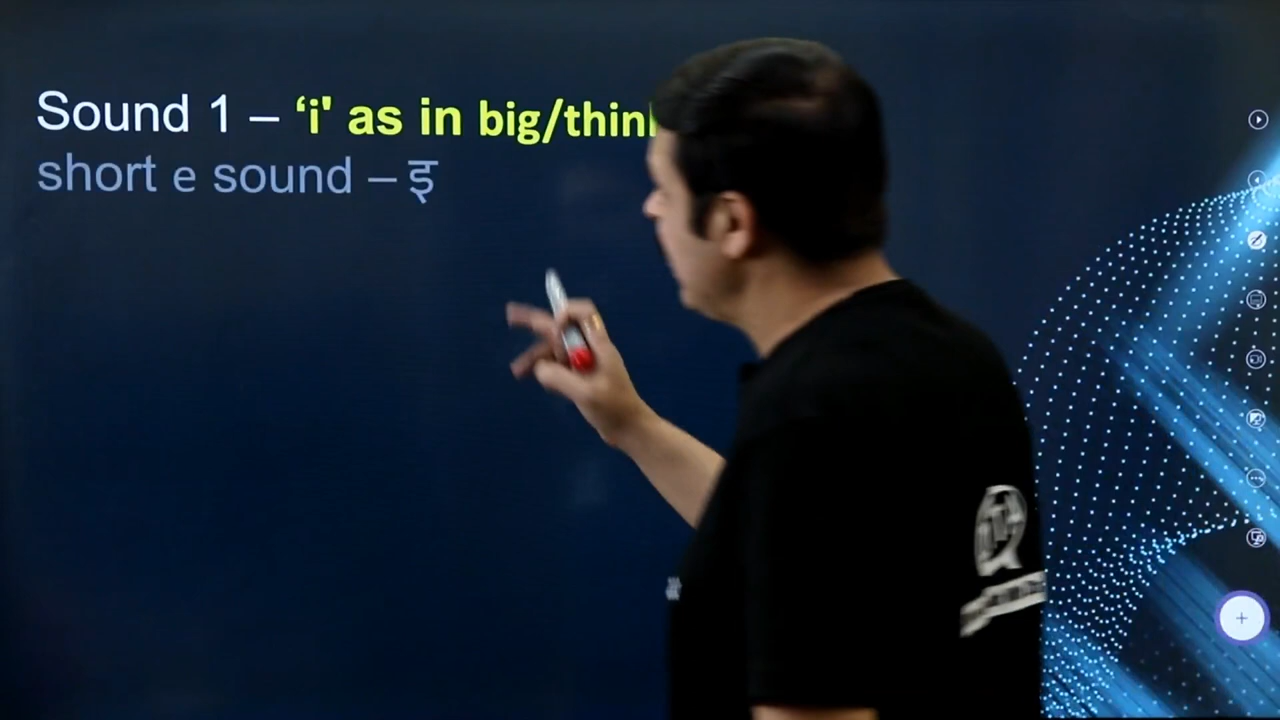 Sound 1 – ‘i' as in big/think
short e sound – इ